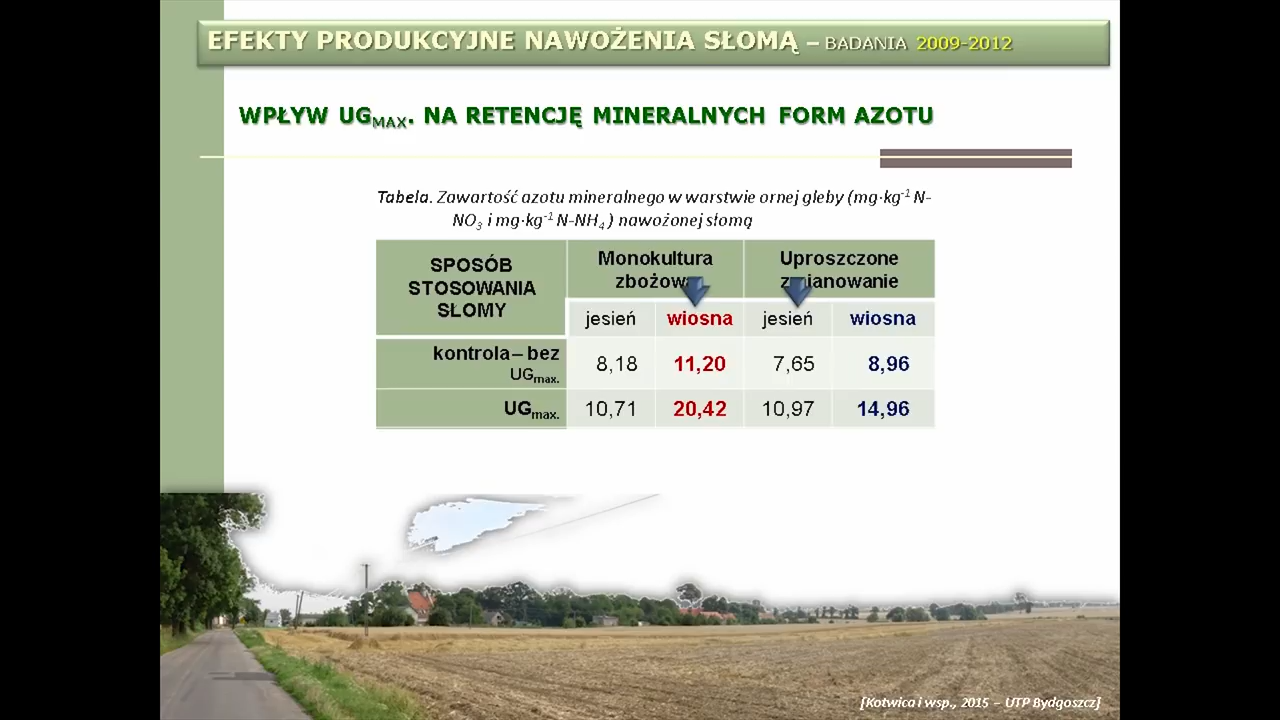 EFEKTY PRODUKCYJNE NAWOŻENIA SŁOMĄ – BADANIA 2009-2012
WPŁYW UGMAX. NA RETENCJĘ MINERALNYCH FORM AZOTU
Tabela. Zawartość azotu mineralnego w warstwie ornej gleby (mg·kg-1 N-
NO3 i mg·kg-1 N-NH4 ) nawożonej słomą
SPOSÓB
STOSOWANIA
SŁOMY
Monokultura
Uproszczone
jesień wiosna jesień wiosna
kontrola – bez
UGmax.
8,18 11,20 7,65 8,96
UGmax. 10,71 20,42 10,97 14,96
[Kotwica i wsp., 2015 – UTP Bydgoszcz]